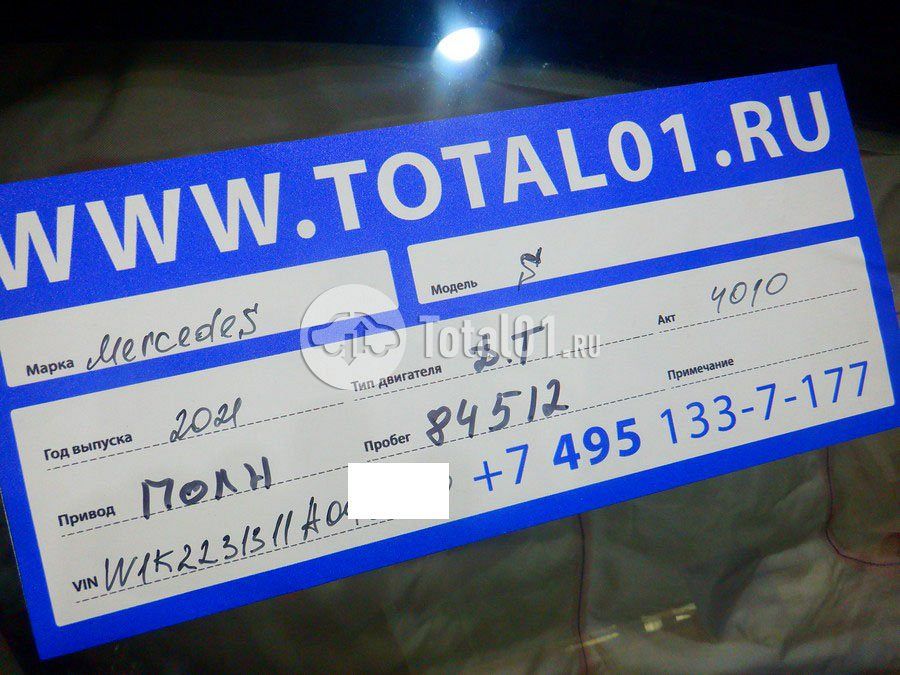 WWW.TOTAL01.RU
Марка Mercedes Модель S
Год выпуска 2021 Тип двигателя 3.T Акт 4010
Total01.RU
Привод ПОЛН Пробег 84512 Примечание
VIN W1K2231311A0
+7 495 133-7-177